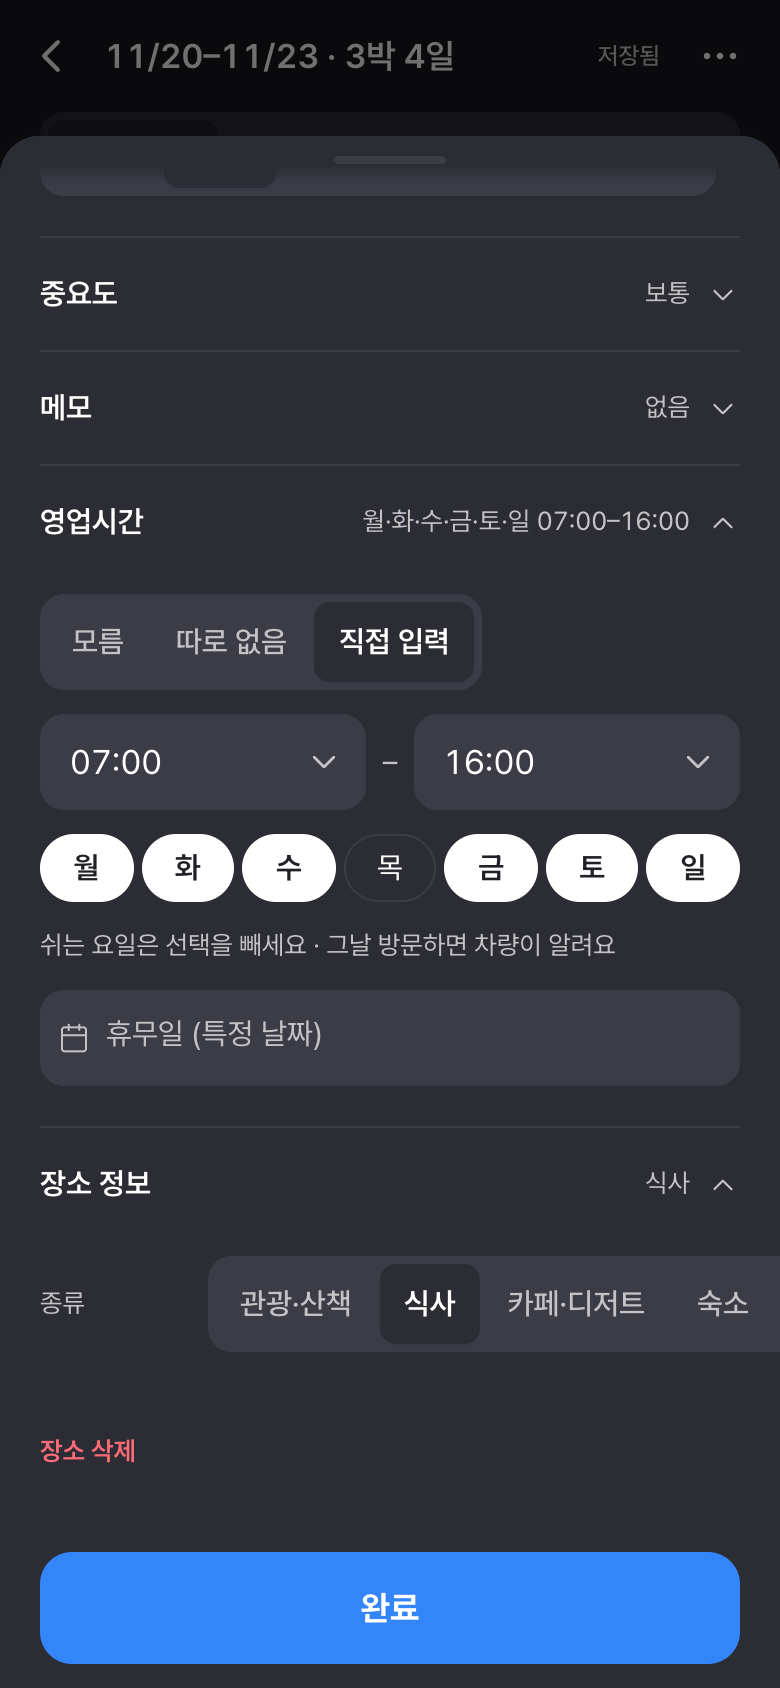 11/20–11/23 · 3박 4일 저장됨
중요도 보통
메모 없음
영업시간 월·화·수·금·토·일 07:00–16:00
모름 따로 없음 직접 입력
07:00 – 16:00
월 화 수 목 금 토 일
쉬는 요일은 선택을 빼세요 · 그날 방문하면 차량이 알려요
휴무일 (특정 날짜)
장소 정보 식사
종류 관광·산책 식사 카페·디저트 숙소
장소 삭제
완료